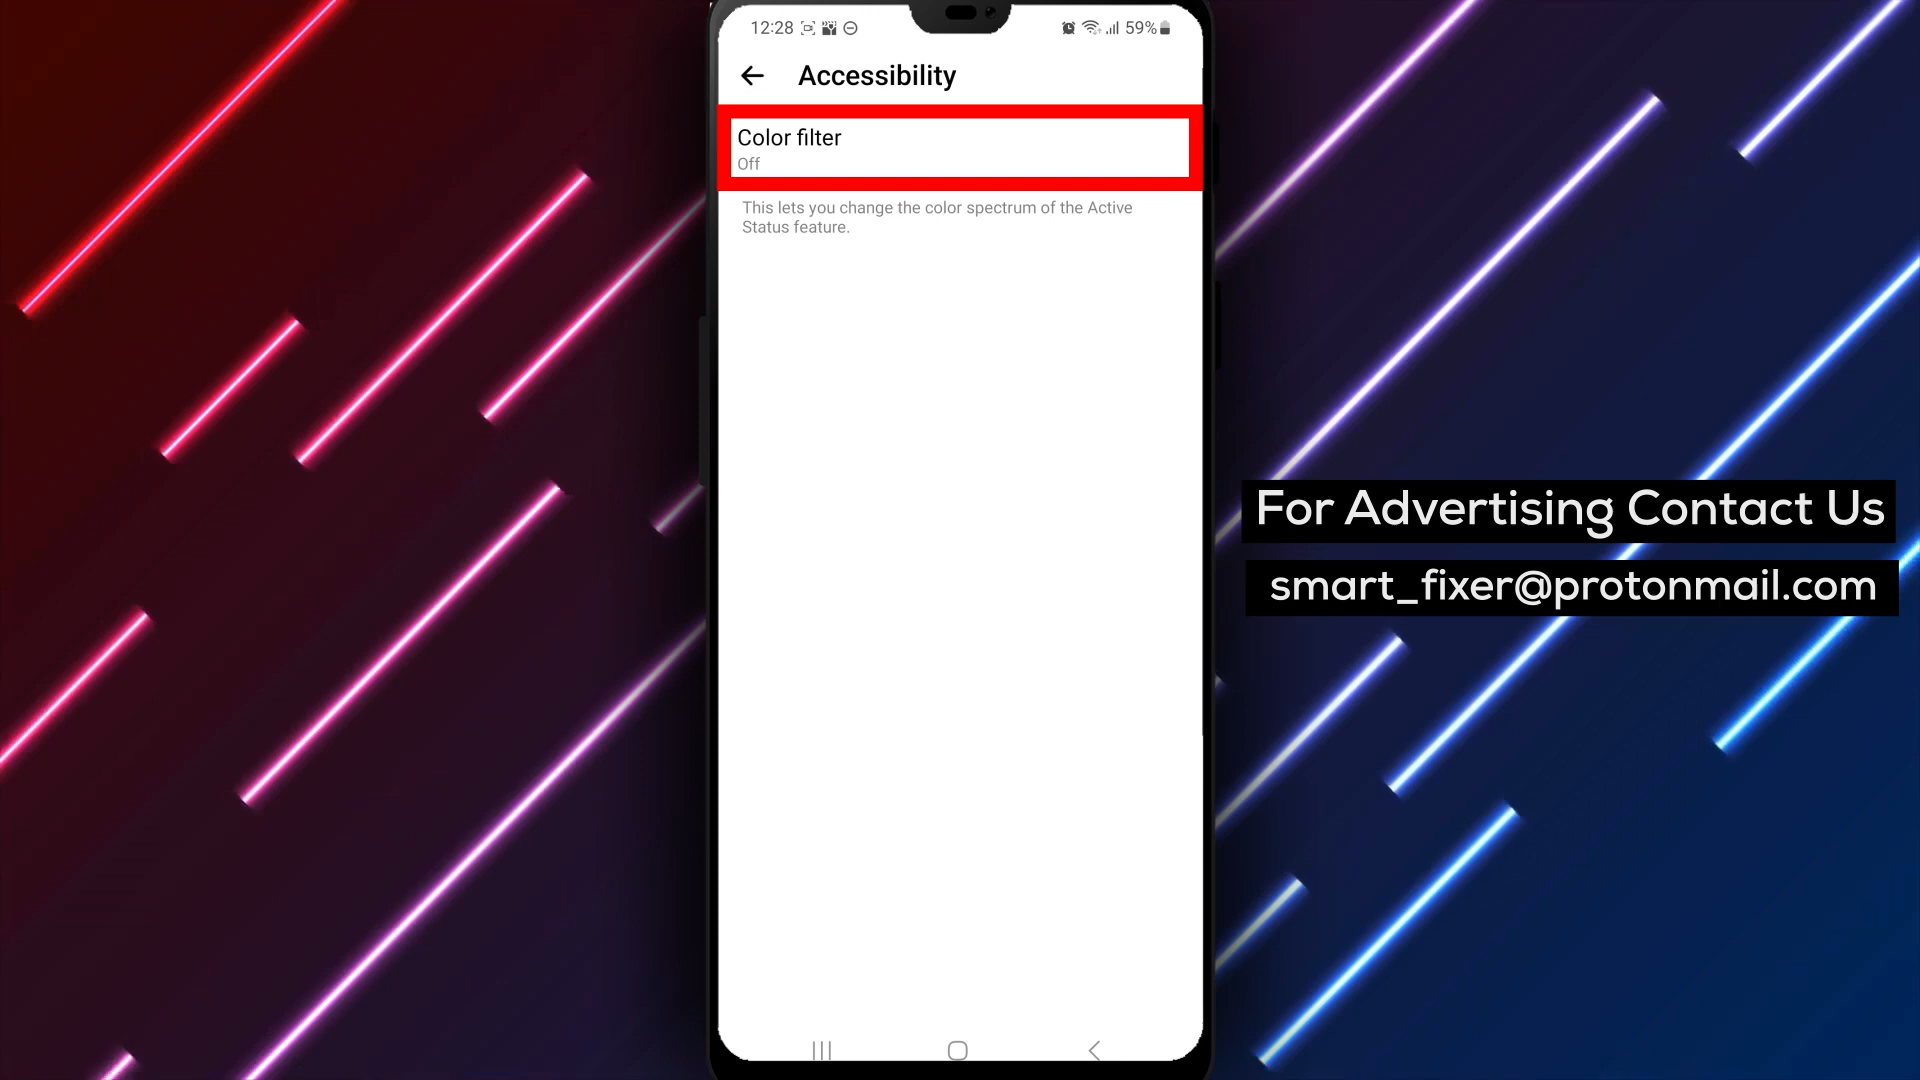 12:28
59%
Accessibility
Color filter
Off
This lets you change the color spectrum of the Active
Status feature.
For Advertising Contact Us
smart_fixer@protonmail.com